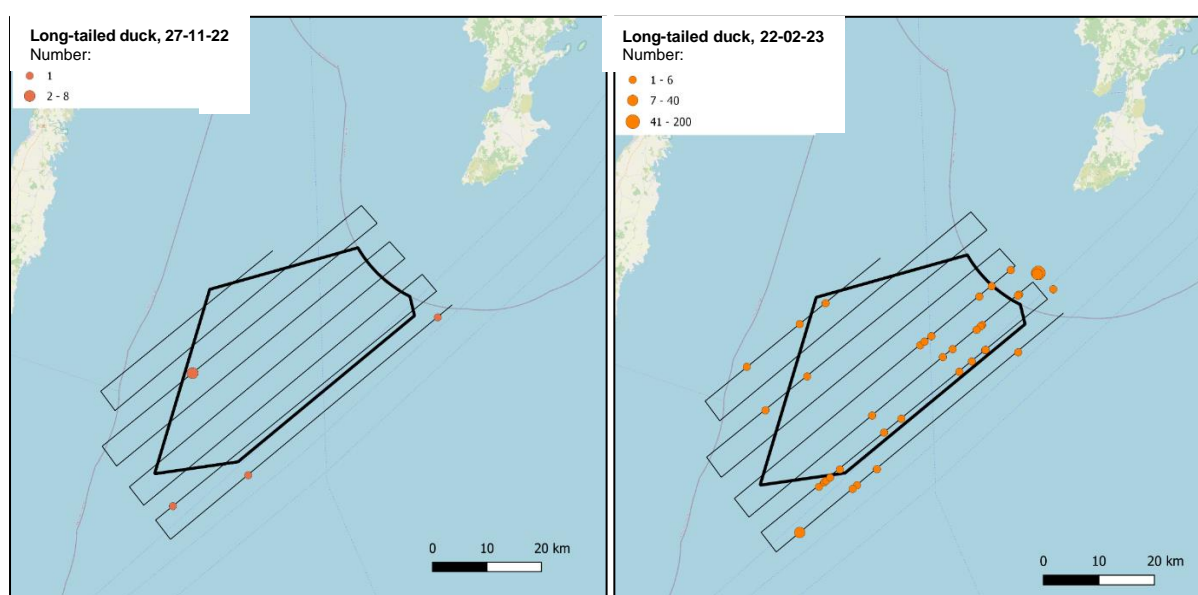 Long-tailed duck, 27-11-22
Number:
1
2 - 8
0 10 20 km
Long-tailed duck, 22-02-23
Number:
1 - 6
7 - 40
41 - 200
0 10 20 km